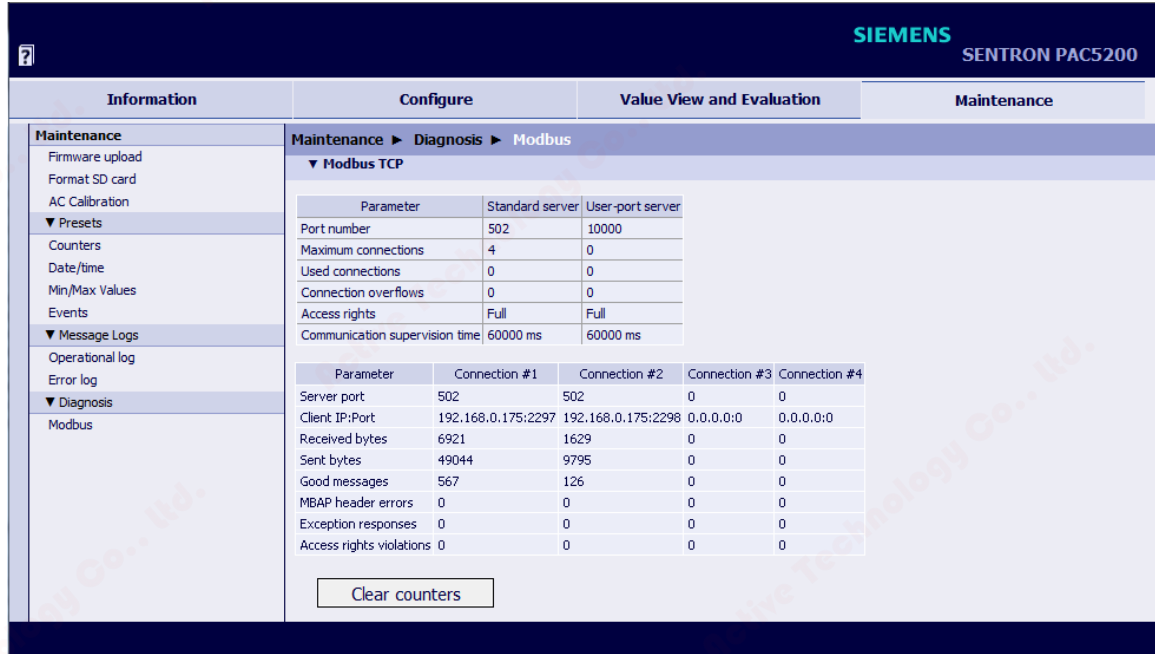 SIEMENS
SENTRON PAC5200
?
Information Configure Value View and Evaluation Maintenance
Maintenance
Firmware upload
Format SD card
AC Calibration
▼ Presets
Counters
Date/time
Min/Max Values
Events
▼ Message Logs
Operational log
Error log
▼ Diagnosis
Modbus
Maintenance ► Diagnosis ► Modbus
▼ Modbus TCP
Parameter Standard server User-port server
Port number 502 10000
Maximum connections 4 0
Used connections 0 0
Connection overflows 0 0
Access rights Full Full
Communication supervision time 60000 ms 60000 ms
Parameter Connection #1 Connection #2 Connection #3 Connection #4
Server port 502 502 0 0
Client IP:Port 192.168.0.175:2297 192.168.0.175:2298 0.0.0.0:0 0.0.0.0:0
Received bytes 6921 1629 0 0
Sent bytes 49044 9795 0 0
Good messages 567 126 0 0
MBAP header errors 0 0 0 0
Exception responses 0 0 0 0
Access rights violations 0 0 0 0
Clear counters